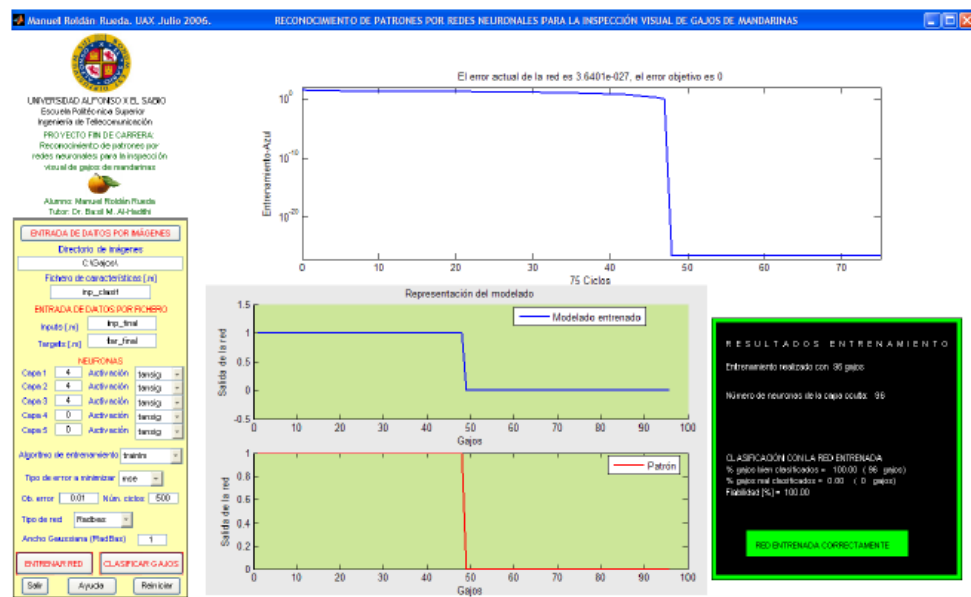 Manuel Roldán Rueda. UAX Julio 2006.
RECONOCIMIENTO DE PATRONES POR REDES NEURONALES PARA LA INSPECCIÓN VISUAL DE GAJOS DE MANDARINAS
UNIVERSIDAD ALFONSO X EL SABIO
Escuela Politécnica Superior
Ingeniería de Telecomunicación
PROYECTO FIN DE CARRERA:
Reconocimiento de patrones por
redes neuronales para la inspección
visual de gajos de mandarinas
Alumno: Manuel Roldán Rueda
Tutor: Dr. Basil M. Al-Hadithi
ENTRADA DE DATOS POR IMÁGENES
Directorio de imágenes
C:\Gajos\
Fichero de características (.m)
inp_clasif
ENTRADA DE DATOS POR FICHERO
Inputs (.m) inp_final
Targets (.m) tar_final
NEURONAS
Capa 1 4 Activación tansig
Capa 2 4 Activación tansig
Capa 3 4 Activación tansig
Capa 4 0 Activación tansig
Capa 5 0 Activación tansig
Algoritmo de entrenamiento trainlm
Tipo de error a minimizar mse
Ob. error 0.01 Núm. ciclos 500
Tipo de red Radbas
Ancho Gaussiana (RadBas) 1
ENTRENAR RED CLASIFICAR GAJOS
Salir Ayuda Reiniciar
El error actual de la red es 3.6401e-027, el error objetivo es 0
Entrenamiento-Azul
10^0
10^-10
10^-20
0 10 20 30 40 50 60 70
75 Ciclos
Representación del modelado
Salida de la red
1.5
1
0.5
0
-0.5
Modelado entrenado
0 10 20 30 40 50 60 70 80 90 100
Gajos
Salida de la red
1
0.8
0.6
0.4
0.2
0
Patrón
0 10 20 30 40 50 60 70 80 90 100
Gajos
RESULTADOS ENTRENAMIENTO
Entrenamiento realizado con 96 gajos
Número de neuronas de la capa oculta: 96
CLASIFICACIÓN CON LA RED ENTRENADA
% gajos bien clasificados = 100.00 ( 96 gajos)
% gajos mal clasificados = 0.00 ( 0 gajos)
Fiabilidad [%] = 100.00
RED ENTRENADA CORRECTAMENTE